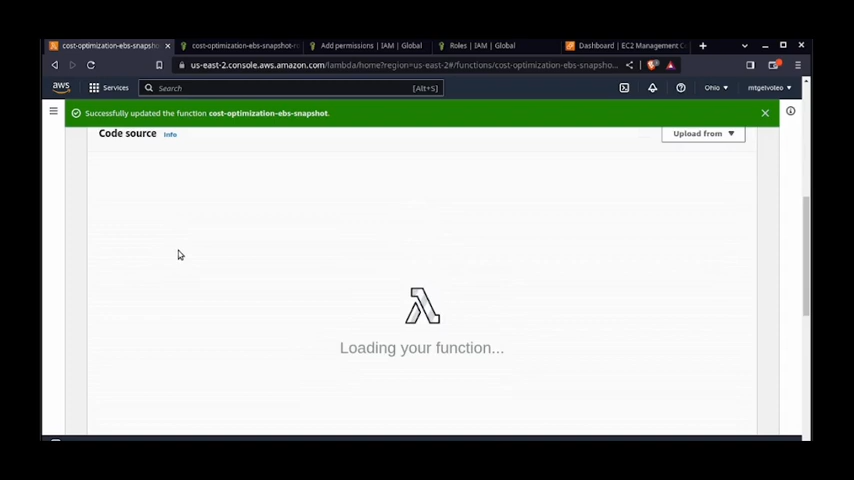 cost-optimization-ebs-snapsho
cost-optimization-ebs-snapshot-r
Add permissions | IAM | Global
Roles | IAM | Global
Dashboard | EC2 Management C
us-east-2.console.aws.amazon.com/lambda/home?region=us-east-2#/functions/cost-optimization-ebs-snapsho...
aws
Services
Search
[Alt+S]
Ohio
mtgetvoteo
Successfully updated the function cost-optimization-ebs-snapshot.
Code source
Info
Upload from
Loading your function...